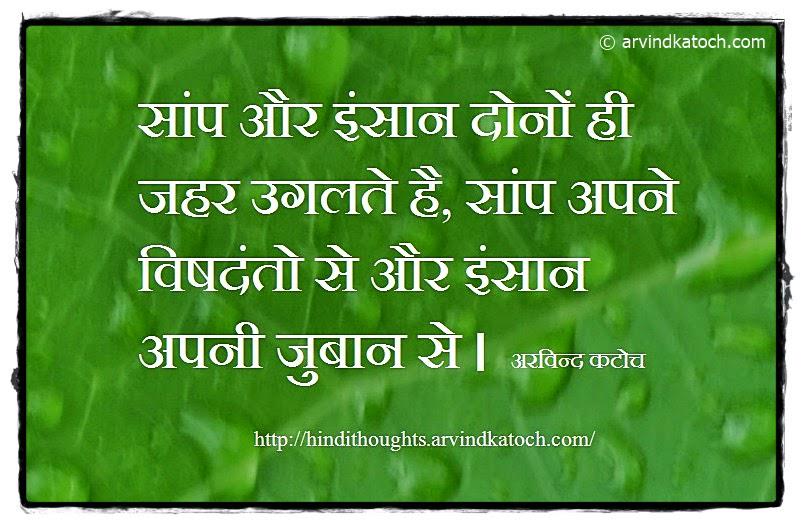 © arvindkatoch.com
सांप और इंसान दोनों ही
जहर उगलते है, सांप अपने
विषदंतो से और इंसान
अपनी जुबान से । अरविन्द कटोच
http://hindithoughts.arvindkatoch.com/